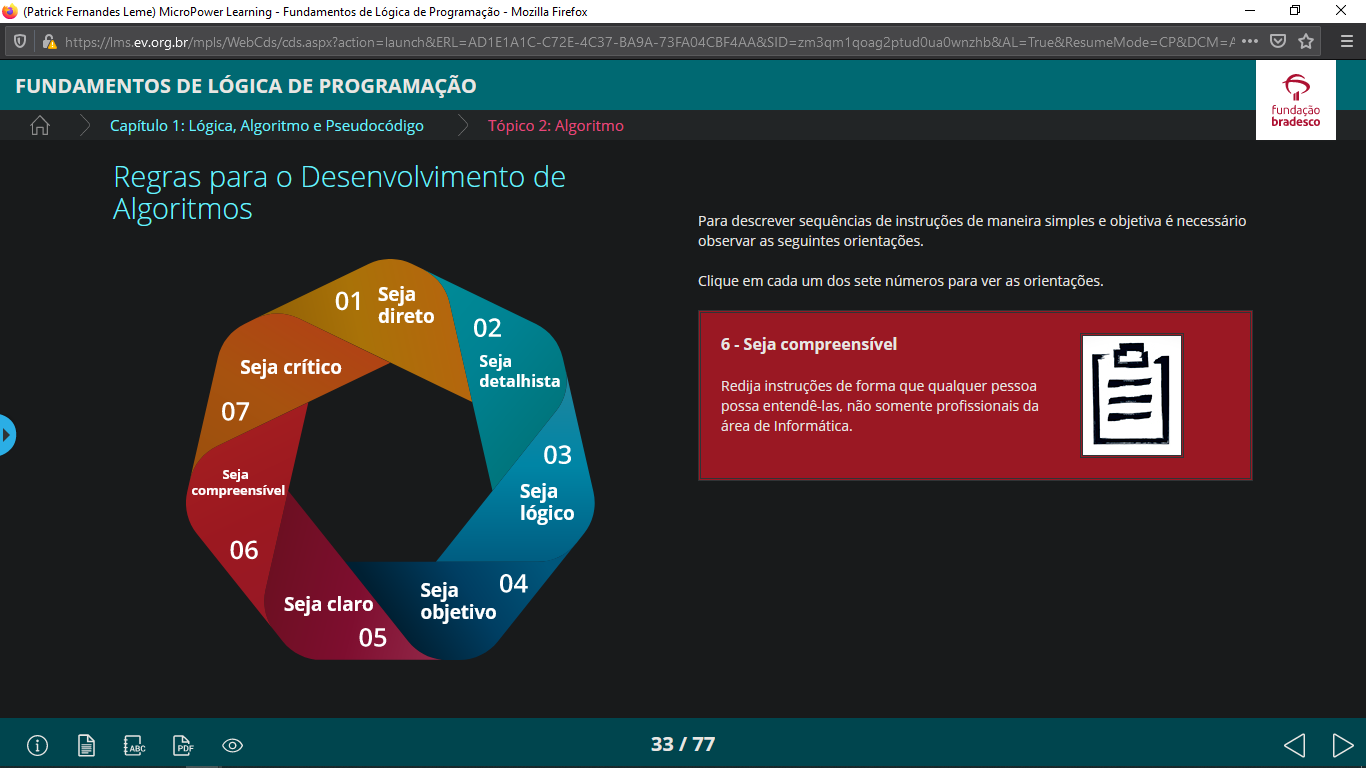 (Patrick Fernandes Leme) MicroPower Learning - Fundamentos de Lógica de Programação - Mozilla Firefox
https://lms.ev.org.br/mpls/WebCds/cds.aspx?action=launch&ERL=AD1E1A1C-C72E-4C37-BA9A-73FA04CBF4AA&SID=zm3qm1qoag2ptud0ua0wnzhb&AL=True&ResumeMode=CP&DCM=A
FUNDAMENTOS DE LÓGICA DE PROGRAMAÇÃO
fundação
bradesco
Capítulo 1: Lógica, Algoritmo e Pseudocódigo
Tópico 2: Algoritmo
Regras para o Desenvolvimento de
Algoritmos
01 Seja
direto
02
Seja
detalhista
03
Seja
lógico
04
Seja
objetivo
Seja claro
05
Seja
compreensível
06
Seja crítico
07
Para descrever sequências de instruções de maneira simples e objetiva é necessário
observar as seguintes orientações.
Clique em cada um dos sete números para ver as orientações.
6 - Seja compreensível
Redija instruções de forma que qualquer pessoa
possa entendê-las, não somente profissionais da
área de Informática.
ABC
PDF
33 / 77